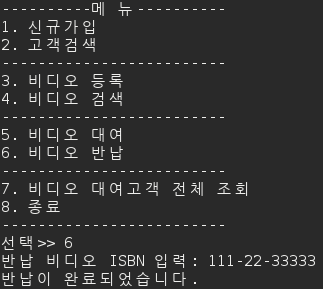 ----------메 뉴----------
1. 신규가입
2. 고객검색
-------------------------
3. 비디오 등록
4. 비디오 검색
-------------------------
5. 비디오 대여
6. 비디오 반납
-------------------------
7. 비디오 대여고객 전체 조회
8. 종료
-------------------------
선택>> 6
반납 비디오 ISBN 입력: 111-22-33333
반납이 완료되었습니다.